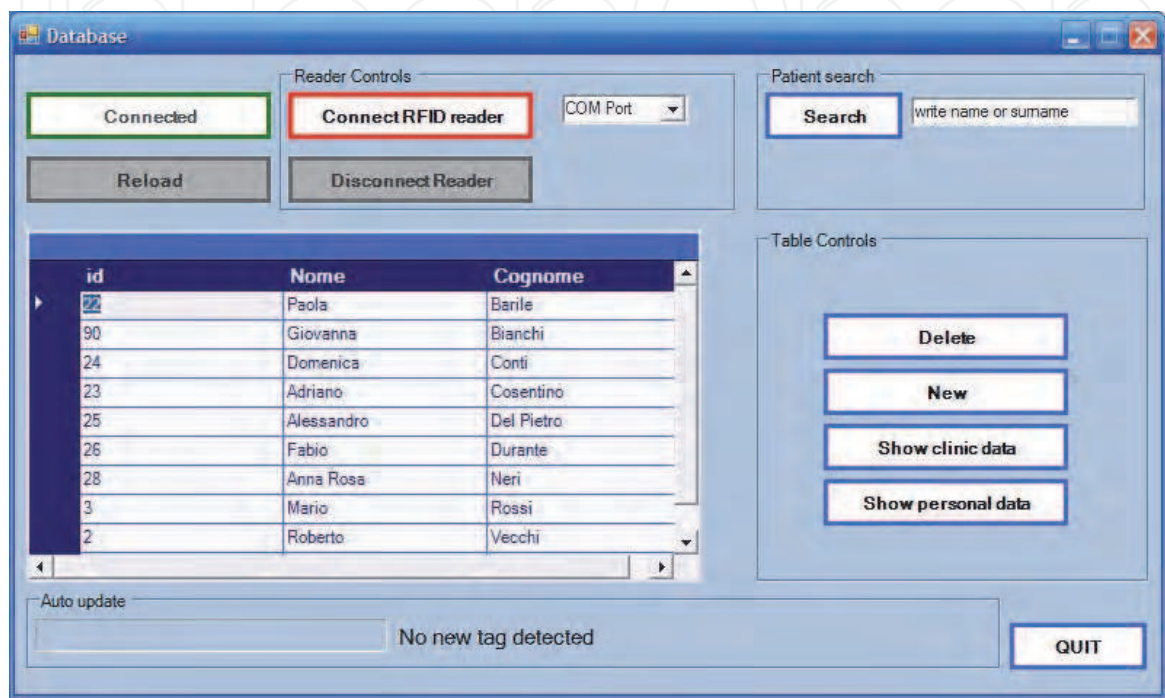 Database
Reader Controls
Patient search
Connected
Connect RFID reader
COM Port
Search
write name or surname
Reload
Disconnect Reader
Table Controls
id Nome Cognome
22 Paola Barile
90 Giovanna Bianchi
24 Domenica Conti
23 Adriano Cosentino
25 Alessandro Del Pietro
26 Fabio Durante
28 Anna Rosa Neri
3 Mario Rossi
2 Roberto Vecchi
Delete
New
Show clinic data
Show personal data
Auto update
No new tag detected
QUIT